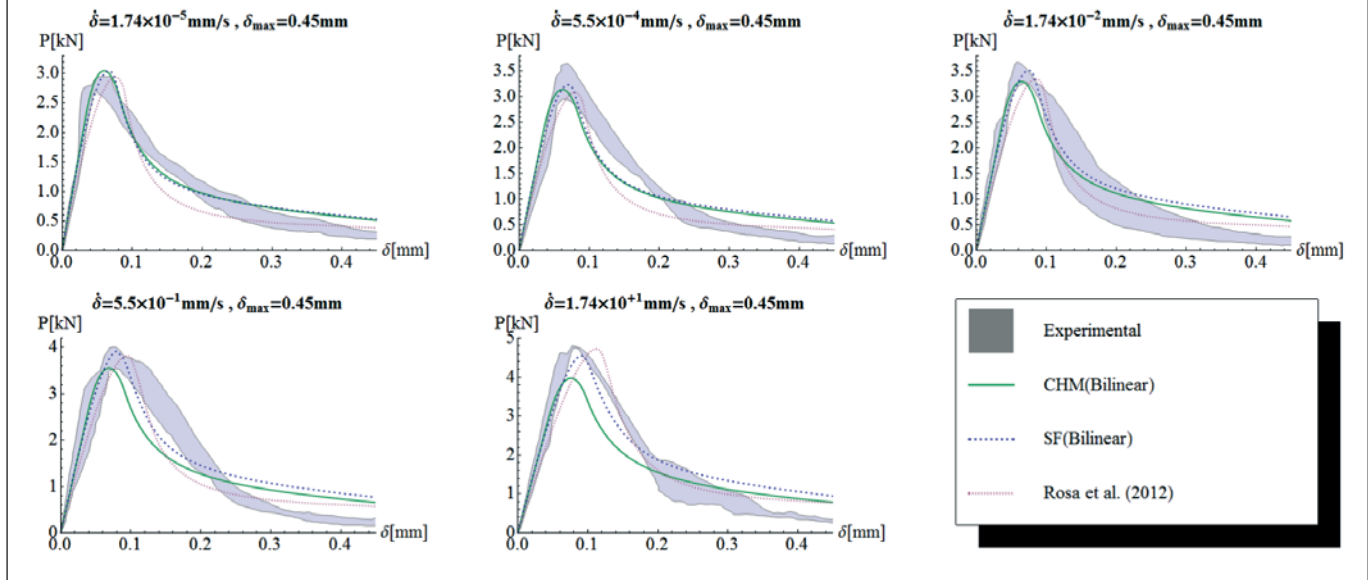 δ̇=1.74×10⁻⁵mm/s , δmax=0.45mm
P[kN]
3.0
2.5
2.0
1.5
1.0
0.5
0.0
0.0 0.1 0.2 0.3 0.4 δ[mm]
δ̇=5.5×10⁻⁴mm/s , δmax=0.45mm
P[kN]
3.5
3.0
2.5
2.0
1.5
1.0
0.5
0.0
0.0 0.1 0.2 0.3 0.4 δ[mm]
δ̇=1.74×10⁻²mm/s , δmax=0.45mm
P[kN]
3.5
3.0
2.5
2.0
1.5
1.0
0.5
0.0
0.0 0.1 0.2 0.3 0.4 δ[mm]
δ̇=5.5×10⁻¹mm/s , δmax=0.45mm
P[kN]
4
3
2
1
0
0.0 0.1 0.2 0.3 0.4 δ[mm]
δ̇=1.74×10⁺¹mm/s , δmax=0.45mm
P[kN]
5
4
3
2
1
0
0.0 0.1 0.2 0.3 0.4 δ[mm]
Experimental
CHM(Bilinear)
SF(Bilinear)
Rosa et al. (2012)